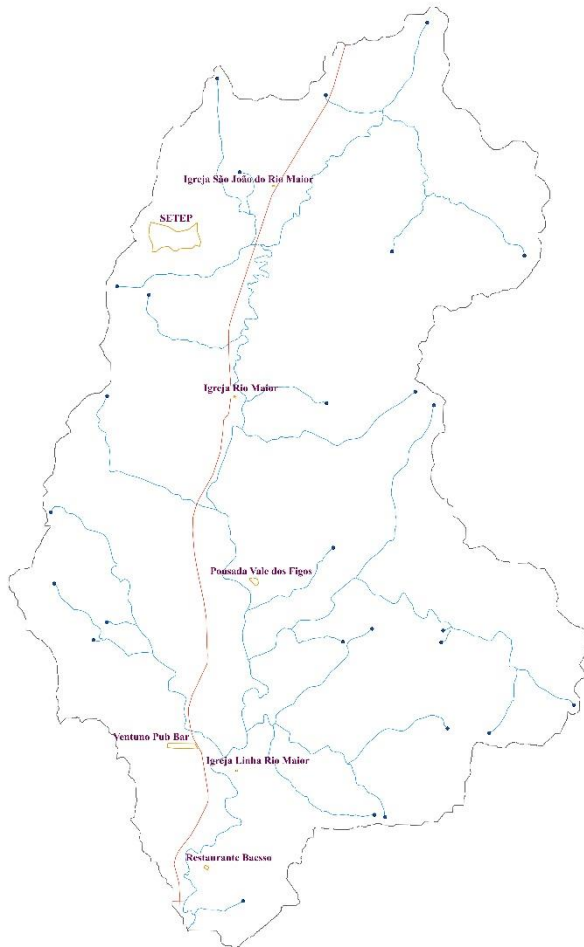 Igreja São João do Rio Maior
SETEP
Igreja Rio Maior
Pousada Vale dos Figos
Ventuno Pub Bar
Igreja Linha Rio Maior
Restaurante Baesso